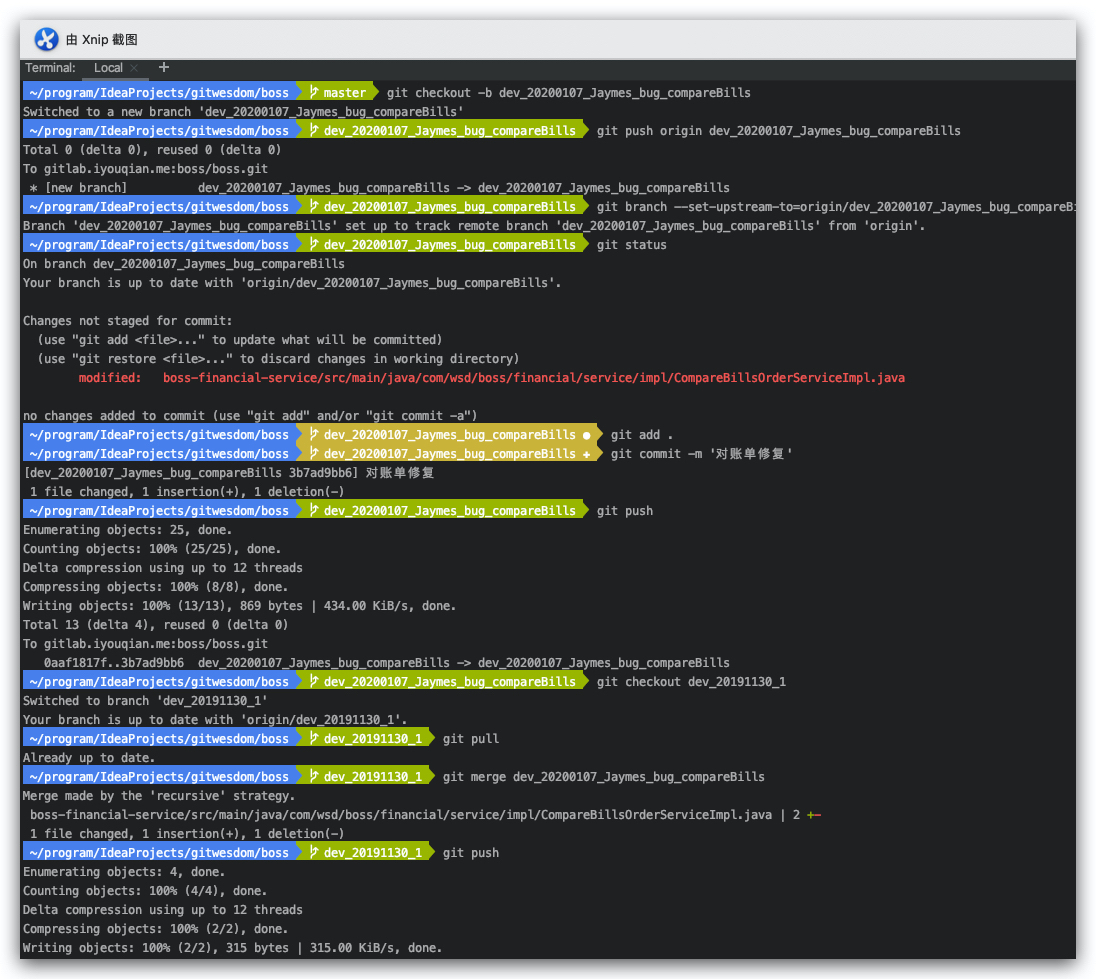 由 Xnip 截图
Terminal: Local × +
~/program/IdeaProjects/gitwesdom/boss master git checkout -b dev_20200107_Jaymes_bug_compareBills
Switched to a new branch 'dev_20200107_Jaymes_bug_compareBills'
~/program/IdeaProjects/gitwesdom/boss dev_20200107_Jaymes_bug_compareBills git push origin dev_20200107_Jaymes_bug_compareBills
Total 0 (delta 0), reused 0 (delta 0)
To gitlab.iyouqian.me:boss/boss.git
* [new branch] dev_20200107_Jaymes_bug_compareBills -> dev_20200107_Jaymes_bug_compareBills
~/program/IdeaProjects/gitwesdom/boss dev_20200107_Jaymes_bug_compareBills git branch --set-upstream-to=origin/dev_20200107_Jaymes_bug_compareBi
Branch 'dev_20200107_Jaymes_bug_compareBills' set up to track remote branch 'dev_20200107_Jaymes_bug_compareBills' from 'origin'.
~/program/IdeaProjects/gitwesdom/boss dev_20200107_Jaymes_bug_compareBills git status
On branch dev_20200107_Jaymes_bug_compareBills
Your branch is up to date with 'origin/dev_20200107_Jaymes_bug_compareBills'.
Changes not staged for commit:
(use "git add <file>..." to update what will be committed)
(use "git restore <file>..." to discard changes in working directory)
modified: boss-financial-service/src/main/java/com/wsd/boss/financial/service/impl/CompareBillsOrderServiceImpl.java
no changes added to commit (use "git add" and/or "git commit -a")
~/program/IdeaProjects/gitwesdom/boss dev_20200107_Jaymes_bug_compareBills ● git add .
~/program/IdeaProjects/gitwesdom/boss dev_20200107_Jaymes_bug_compareBills + git commit -m '对账单修复'
[dev_20200107_Jaymes_bug_compareBills 3b7ad9bb6] 对账单修复
1 file changed, 1 insertion(+), 1 deletion(-)
~/program/IdeaProjects/gitwesdom/boss dev_20200107_Jaymes_bug_compareBills git push
Enumerating objects: 25, done.
Counting objects: 100% (25/25), done.
Delta compression using up to 12 threads
Compressing objects: 100% (8/8), done.
Writing objects: 100% (13/13), 869 bytes | 434.00 KiB/s, done.
Total 13 (delta 4), reused 0 (delta 0)
To gitlab.iyouqian.me:boss/boss.git
0aaf1817f..3b7ad9bb6 dev_20200107_Jaymes_bug_compareBills -> dev_20200107_Jaymes_bug_compareBills
~/program/IdeaProjects/gitwesdom/boss dev_20200107_Jaymes_bug_compareBills git checkout dev_20191130_1
Switched to branch 'dev_20191130_1'
Your branch is up to date with 'origin/dev_20191130_1'.
~/program/IdeaProjects/gitwesdom/boss dev_20191130_1 git pull
Already up to date.
~/program/IdeaProjects/gitwesdom/boss dev_20191130_1 git merge dev_20200107_Jaymes_bug_compareBills
Merge made by the 'recursive' strategy.
boss-financial-service/src/main/java/com/wsd/boss/financial/service/impl/CompareBillsOrderServiceImpl.java | 2 +-
1 file changed, 1 insertion(+), 1 deletion(-)
~/program/IdeaProjects/gitwesdom/boss dev_20191130_1 git push
Enumerating objects: 4, done.
Counting objects: 100% (4/4), done.
Delta compression using up to 12 threads
Compressing objects: 100% (2/2), done.
Writing objects: 100% (2/2), 315 bytes | 315.00 KiB/s, done.